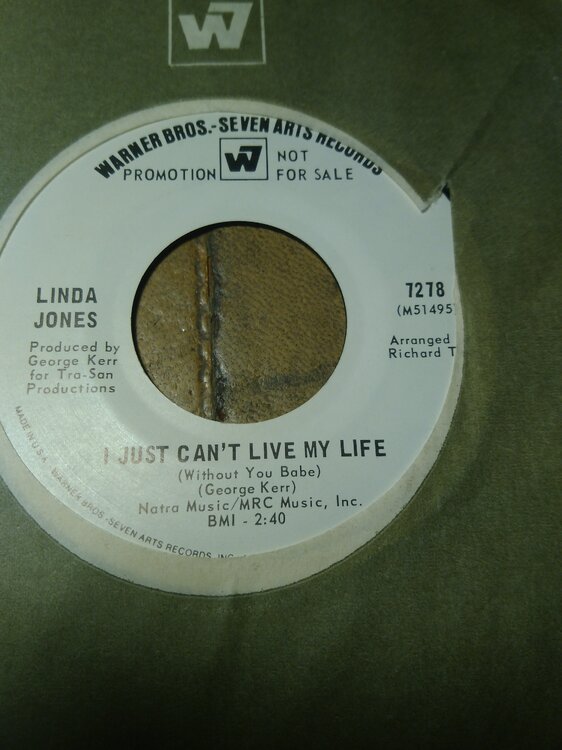 W7
WARNER BROS.-SEVEN ARTS RECORDS
PROMOTION W7 NOT
FOR SALE
LINDA
JONES
7278
(M51495
Produced by
George Kerr
for Tra-San
Productions
Arranged
Richard T
I JUST CAN'T LIVE MY LIFE
(Without You Babe)
(George Kerr)
Natra Music/MRC Music, Inc.
BMI - 2:40
MADE IN U.S.A. WARNER BROS.-SEVEN ARTS RECORDS, INC.